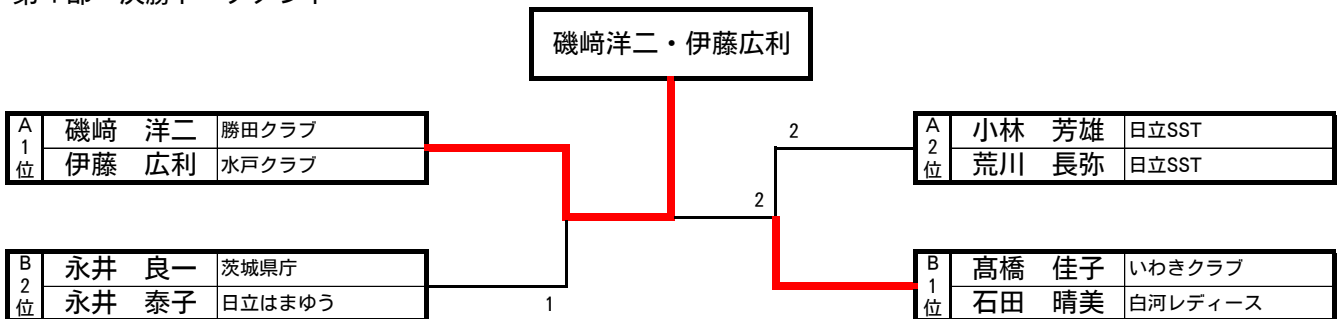 磯﨑洋二・伊藤広利
A1位 磯﨑 洋二 勝田クラブ
伊藤 広利 水戸クラブ
2
A2位 小林 芳雄 日立SST
荒川 長弥 日立SST
2
B2位 永井 良一 茨城県庁
永井 泰子 日立はまゆう
1
B1位 髙橋 佳子 いわきクラブ
石田 晴美 白河レディース